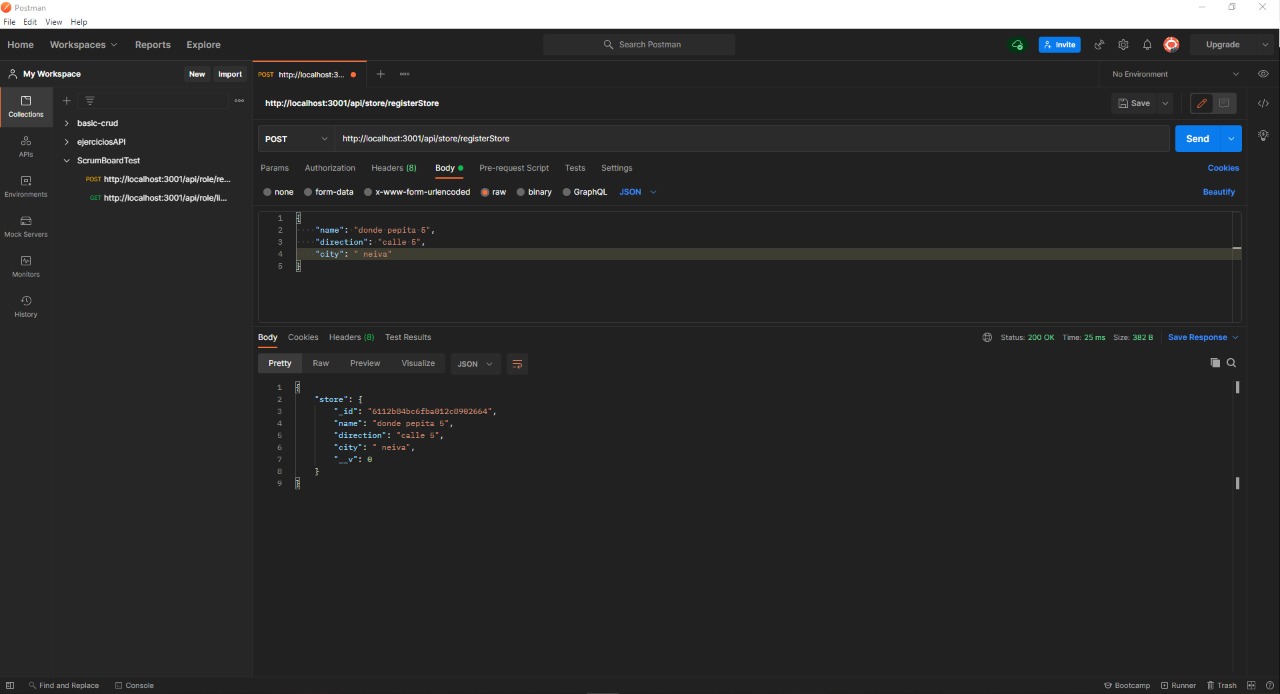 Postman
File Edit View Help
Home Workspaces Reports Explore
Search Postman
Invite
Upgrade
My Workspace
New Import
POST http://localhost:3...
No Environment
Collections
APIs
Environments
Mock Servers
Monitors
History
basic-crud
ejerciciosAPI
ScrumBoardTest
POST http://localhost:3001/api/role/re...
GET http://localhost:3001/api/role/li...
http://localhost:3001/api/store/registerStore
Save
POST http://localhost:3001/api/store/registerStore
Send
Params Authorization Headers (8) Body Pre-request Script Tests Settings
Cookies
none form-data x-www-form-urlencoded raw binary GraphQL JSON
Beautify
1 {
2 "name": "donde pepita 5",
3 "direction": "calle 5",
4 "city": " neiva"
5 }
Body Cookies Headers (8) Test Results
Status: 200 OK Time: 25 ms Size: 382 B Save Response
Pretty Raw Preview Visualize JSON
1 {
2 "store": {
3 "_id": "6112b84bc6fba012c8902664",
4 "name": "donde pepita 5",
5 "direction": "calle 5",
6 "city": " neiva",
7 "__v": 0
8 }
9 }
Find and Replace Console
Bootcamp Runner Trash